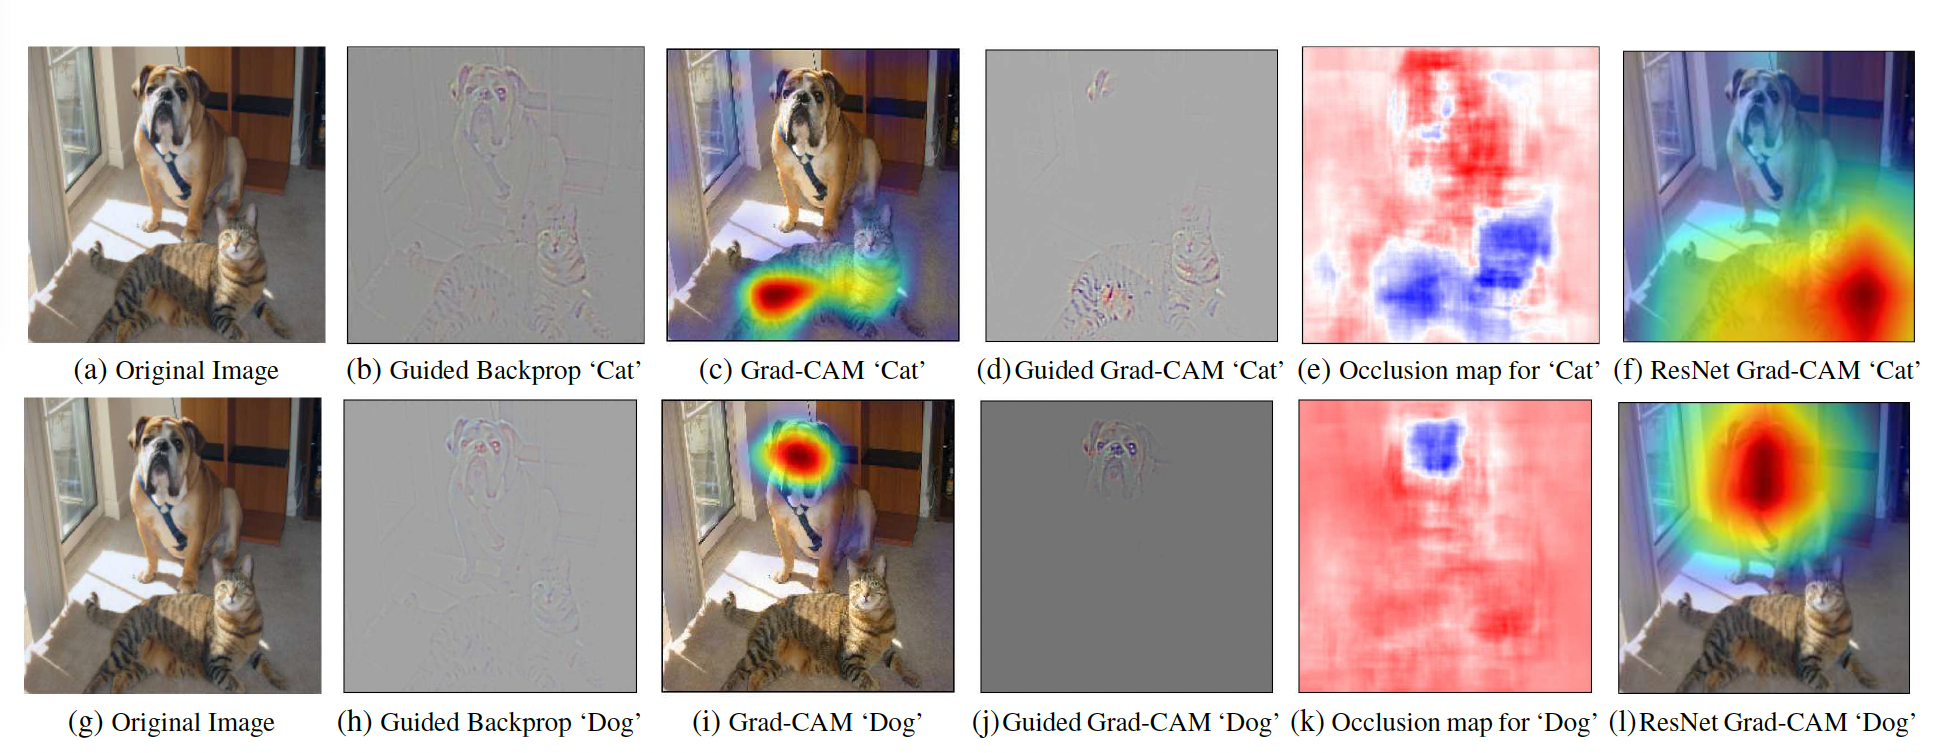 (a) Original Image
(b) Guided Backprop ‘Cat’
(c) Grad-CAM ‘Cat’
(d)Guided Grad-CAM ‘Cat’
(e) Occlusion map for ‘Cat’
(f) ResNet Grad-CAM ‘Cat’
(g) Original Image
(h) Guided Backprop ‘Dog’
(i) Grad-CAM ‘Dog’
(j)Guided Grad-CAM ‘Dog’
(k) Occlusion map for ‘Dog’
(l)ResNet Grad-CAM ‘Dog’